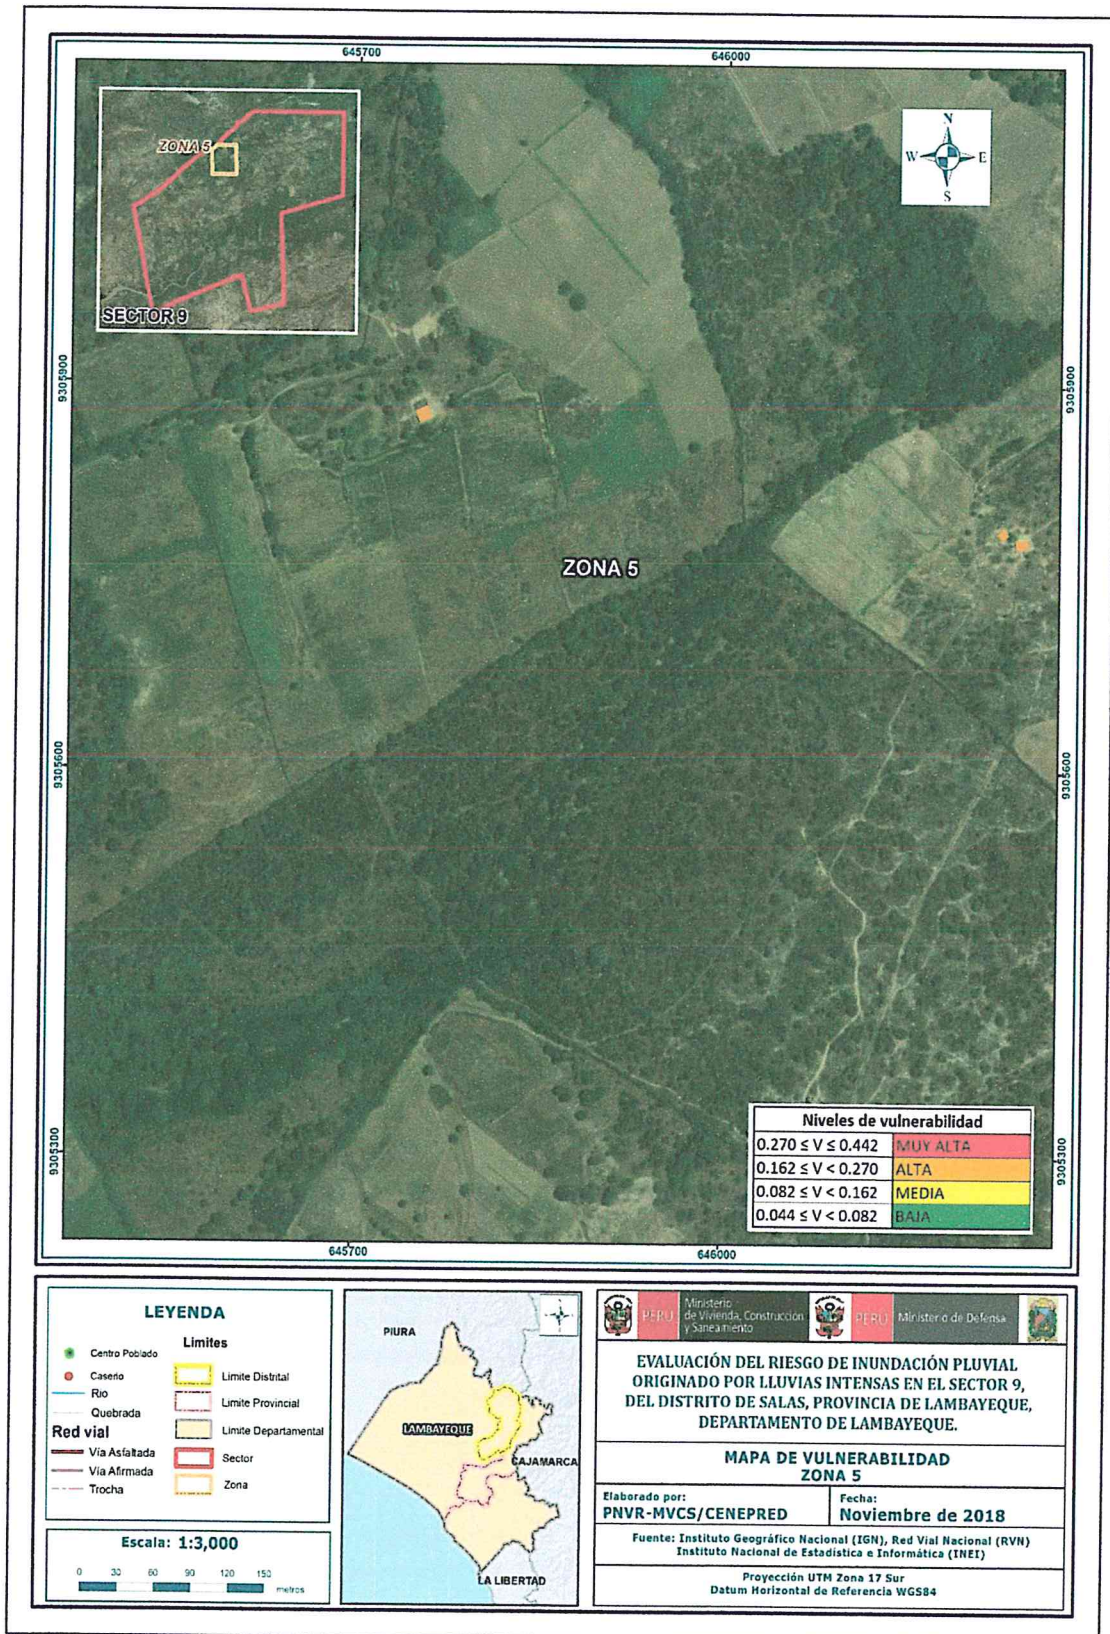 645700
646000
ZONA 5
SECTOR 9
N
W
E
S
9305900
9305900
ZONA 5
9305600
9305600
9305300
9305300
Niveles de vulnerabilidad
0.270 ≤ V ≤ 0.442 MUY ALTA
0.162 ≤ V < 0.270 ALTA
0.082 ≤ V < 0.162 MEDIA
0.044 ≤ V < 0.082 BAJA
645700
646000
LEYENDA
Centro Poblado
Caserío
Rio
Quebrada
Red vial
Vía Asfaltada
Vía Afirmada
Trocha
Limites
Limite Distrital
Limite Provincial
Limite Departamental
Sector
Zona
Escala: 1:3,000
0 30 60 90 120 150
metros
PIURA
LAMBAYEQUE
CAJAMARCA
LA LIBERTAD
PERÚ
Ministerio
de Vivienda, Construcción
y Saneamiento
PERÚ
Ministerio de Defensa
EVALUACIÓN DEL RIESGO DE INUNDACIÓN PLUVIAL
ORIGINADO POR LLUVIAS INTENSAS EN EL SECTOR 9,
DEL DISTRITO DE SALAS, PROVINCIA DE LAMBAYEQUE,
DEPARTAMENTO DE LAMBAYEQUE.
MAPA DE VULNERABILIDAD
ZONA 5
Elaborado por:
PNVR-MVCS/CENEPRED
Fecha:
Noviembre de 2018
Fuente: Instituto Geográfico Nacional (IGN), Red Vial Nacional (RVN)
Instituto Nacional de Estadística e Informática (INEI)
Proyección UTM Zona 17 Sur
Datum Horizontal de Referencia WGS84